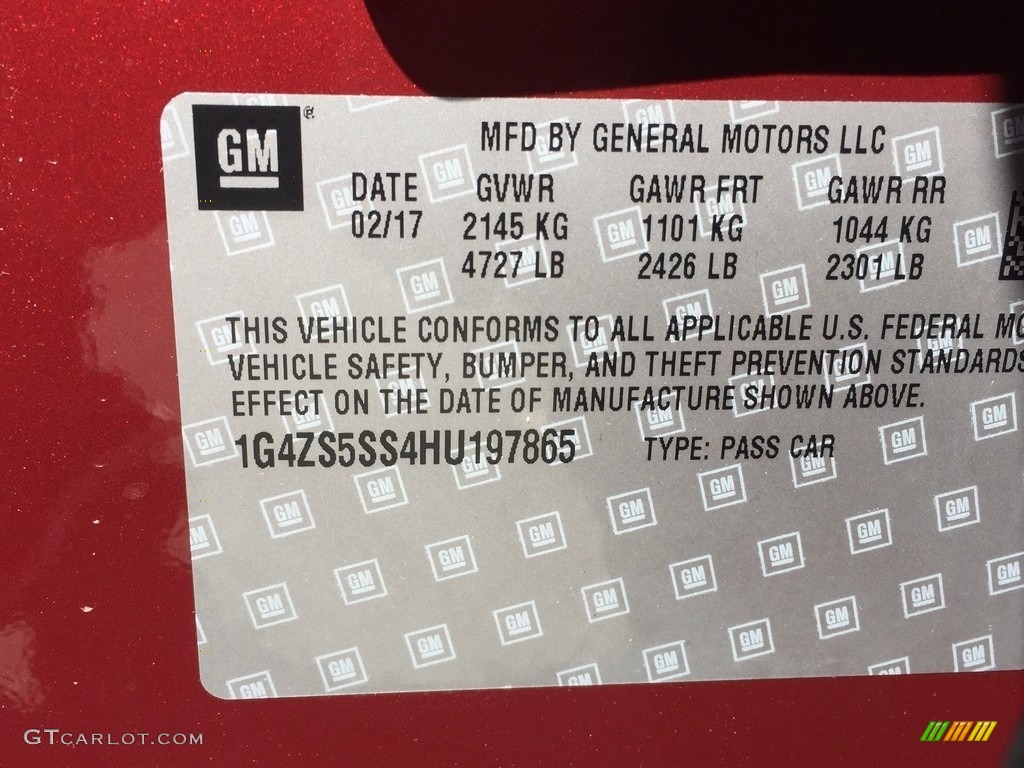 GM®
MFD BY GENERAL MOTORS LLC
DATE GVWR GAWR FRT GAWR RR
02/17 2145 KG 1101 KG 1044 KG
4727 LB 2426 LB 2301 LB
THIS VEHICLE CONFORMS TO ALL APPLICABLE U.S. FEDERAL MO
VEHICLE SAFETY, BUMPER, AND THEFT PREVENTION STANDARDS
EFFECT ON THE DATE OF MANUFACTURE SHOWN ABOVE.
1G4ZS5SS4HU197865 TYPE: PASS CAR
GTCARLOT.COM